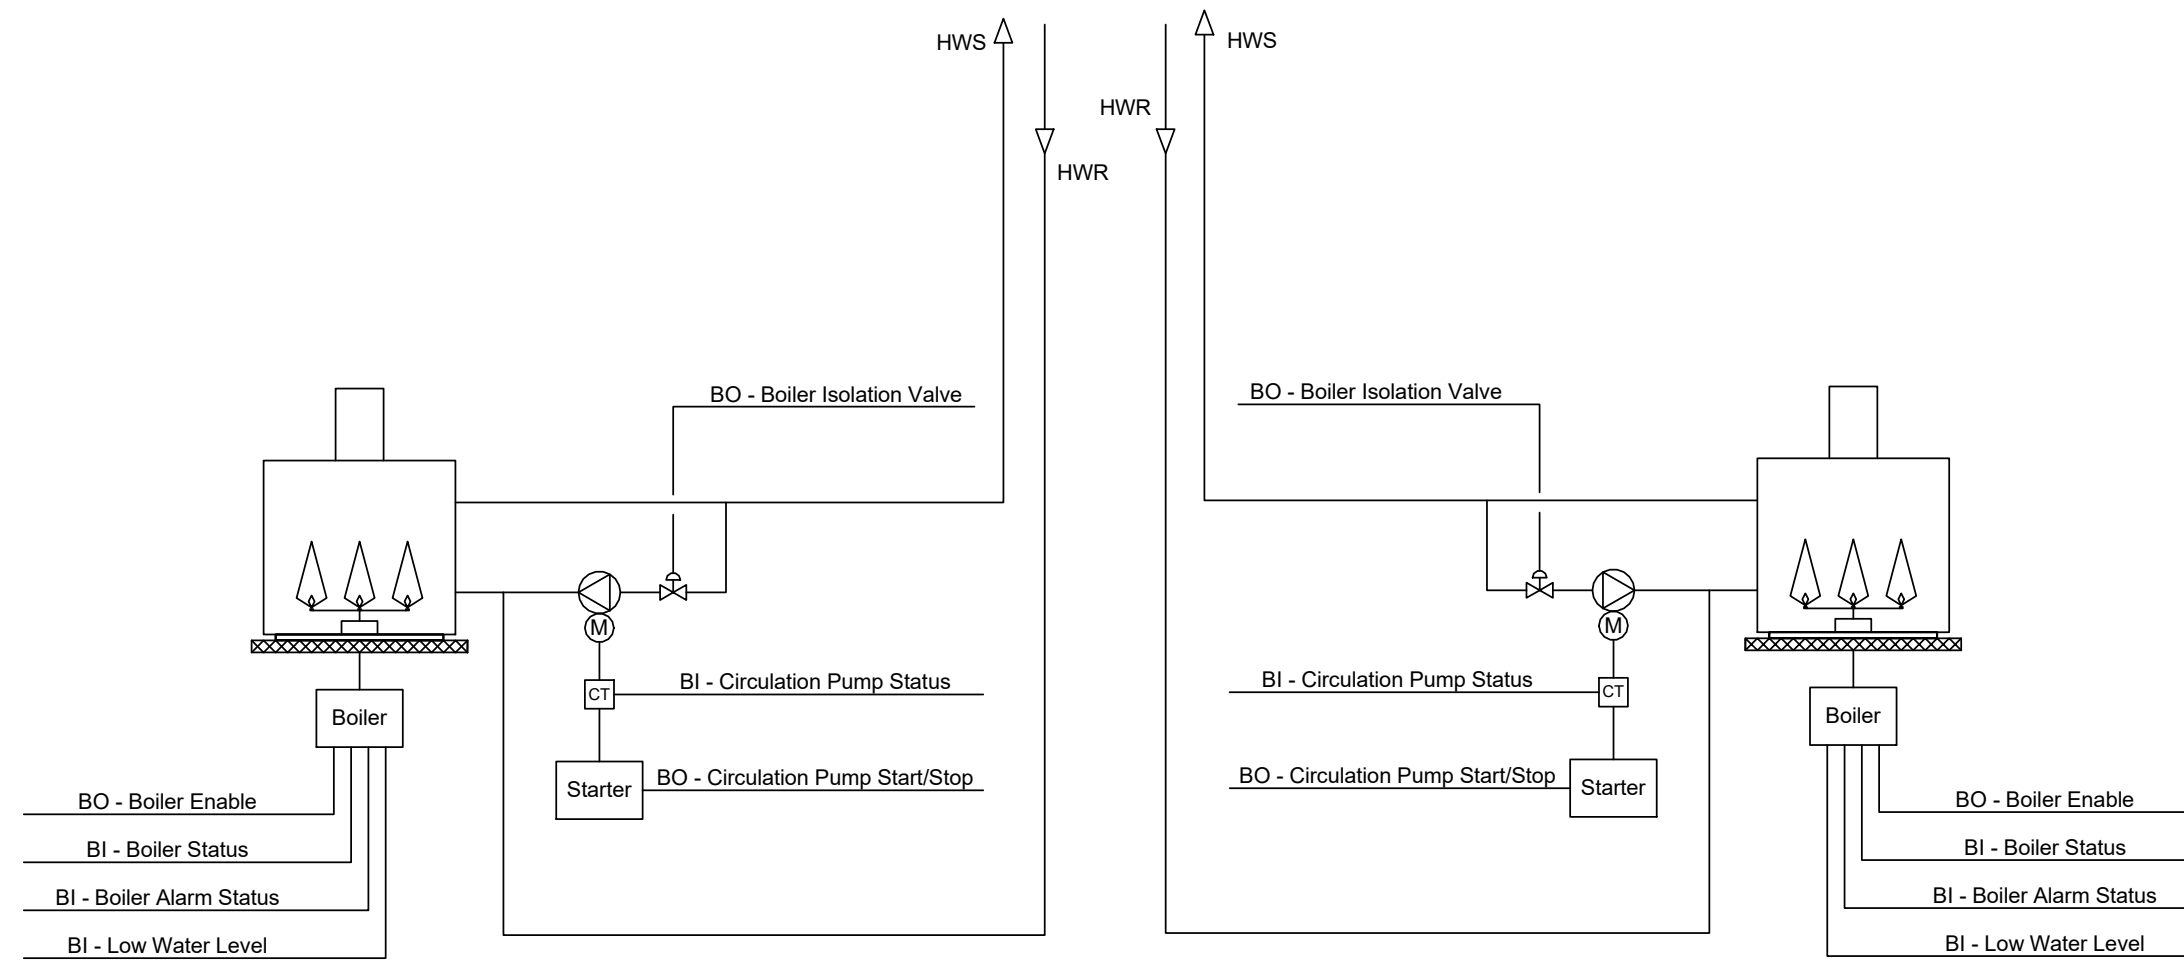 HWS
HWR
HWR
HWS
BO - Boiler Isolation Valve
M
BI - Circulation Pump Status
CT
Boiler
Starter
BO - Circulation Pump Start/Stop
BO - Boiler Enable
BI - Boiler Status
BI - Boiler Alarm Status
BI - Low Water Level
BO - Boiler Isolation Valve
M
BI - Circulation Pump Status
CT
Boiler
BO - Circulation Pump Start/Stop
Starter
BO - Boiler Enable
BI - Boiler Status
BI - Boiler Alarm Status
BI - Low Water Level